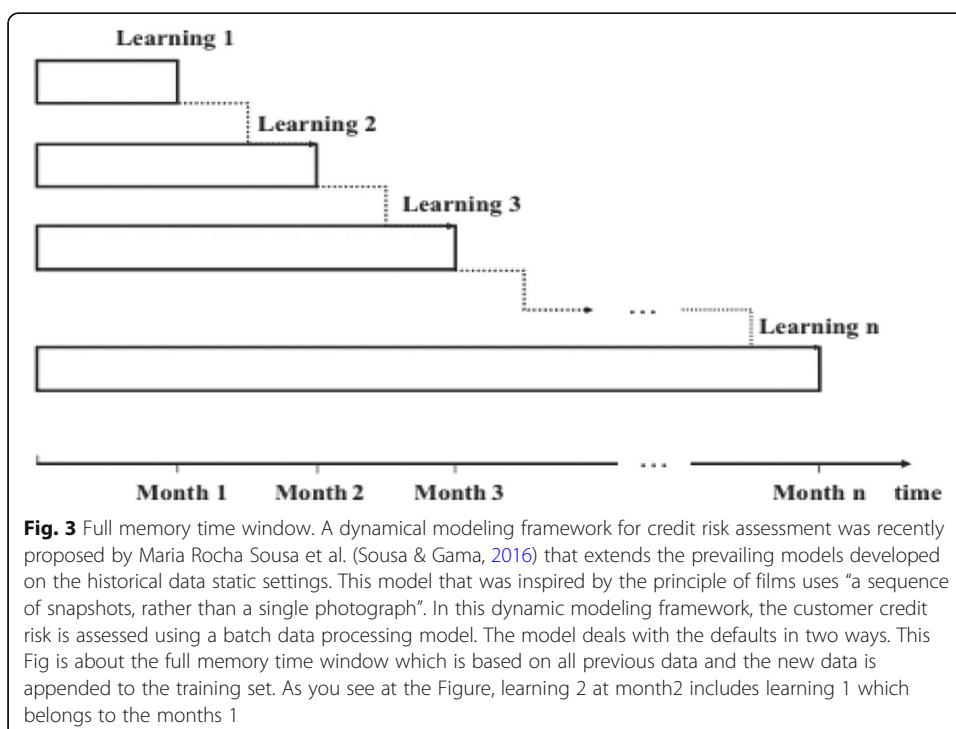 Learning 1
Learning 2
Learning 3
...
Learning n
...
Month 1 Month 2 Month 3 Month n time
Fig. 3 Full memory time window. A dynamical modeling framework for credit risk assessment was recently
proposed by Maria Rocha Sousa et al. (Sousa & Gama, 2016) that extends the prevailing models developed
on the historical data static settings. This model that was inspired by the principle of films uses “a sequence
of snapshots, rather than a single photograph”. In this dynamic modeling framework, the customer credit
risk is assessed using a batch data processing model. The model deals with the defaults in two ways. This
Fig is about the full memory time window which is based on all previous data and the new data is
appended to the training set. As you see at the Figure, learning 2 at month2 includes learning 1 which
belongs to the months 1